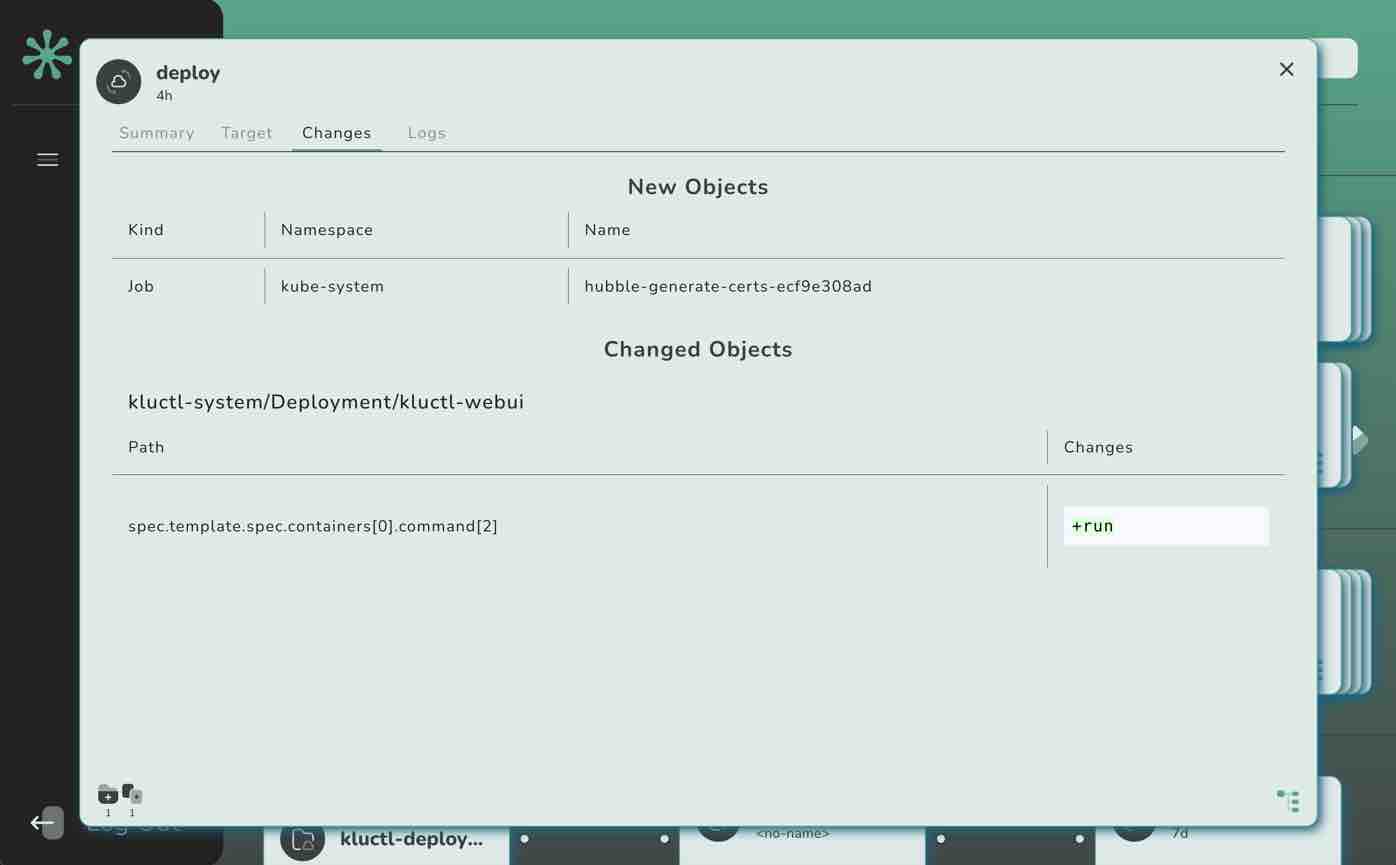 deploy
4h
Summary Target Changes Logs
New Objects
Kind Namespace Name
Job kube-system hubble-generate-certs-ecf9e308ad
Changed Objects
kluctl-system/Deployment/kluctl-webui
Path Changes
spec.template.spec.containers[0].command[2] +run
1 1
Log Out
kluctl-deploy... <no-name> 7d